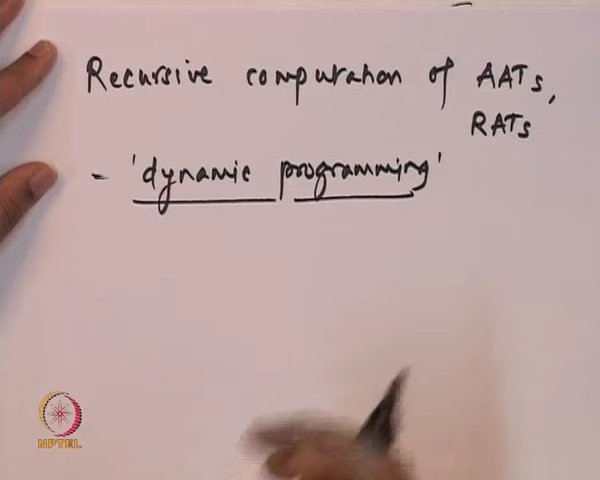 Recursive computation of AATs,
RATs
- 'dynamic programming'
NPTEL